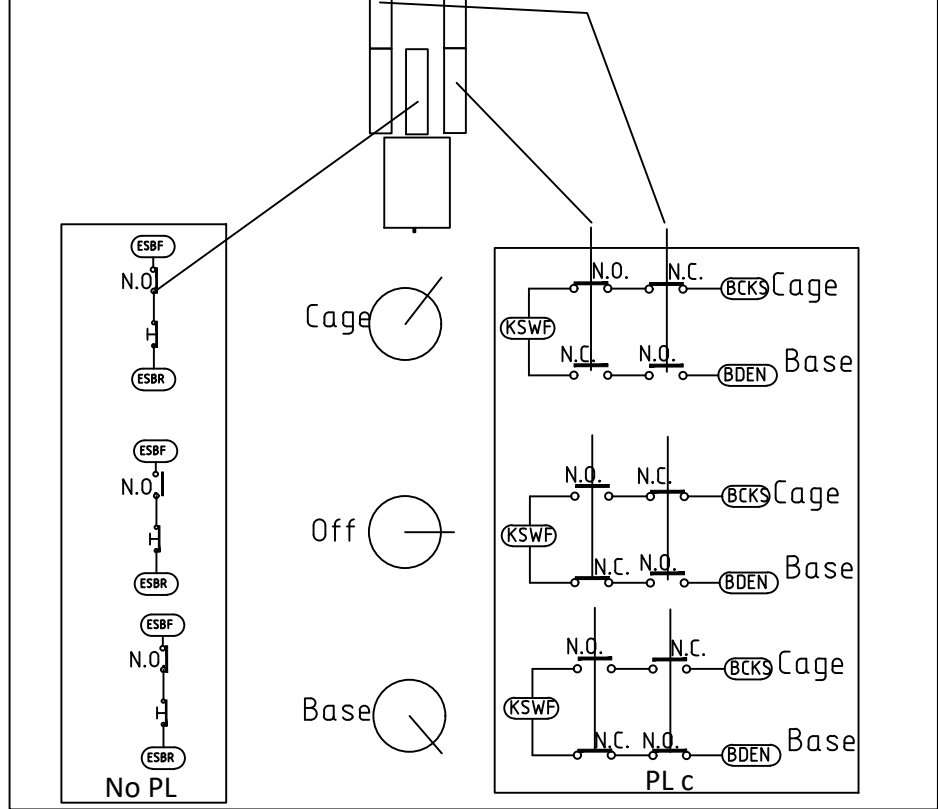 ESBF
N.O.
ESBR
ESBF
N.O.
ESBR
ESBF
N.O.
ESBR
No PL
Cage
Off
Base
N.O. N.C. BCKS Cage
KSWF
N.C. N.O. BDEN Base
N.O. N.C. BCKS Cage
KSWF
N.C. N.O. BDEN Base
N.O. N.C. BCKS Cage
KSWF
N.C. N.O. BDEN Base
PL c